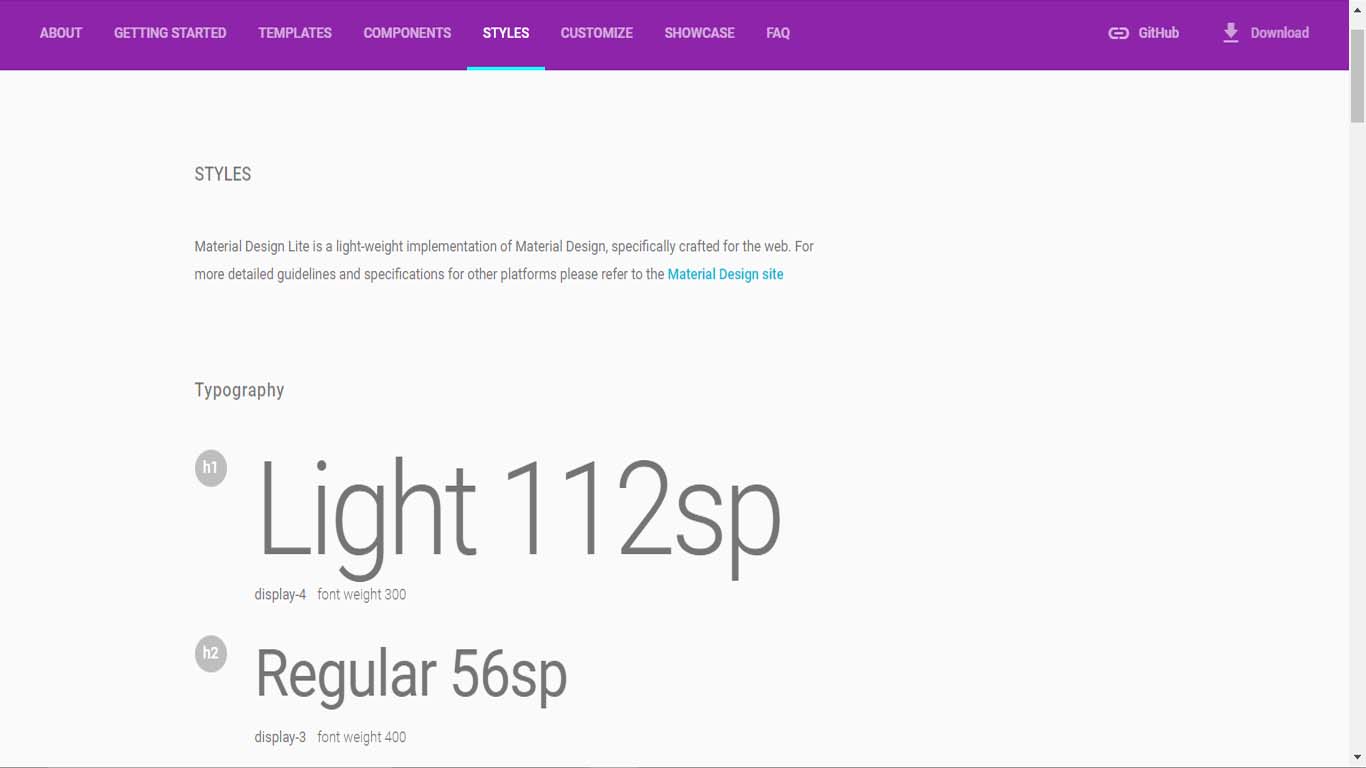 ABOUT GETTING STARTED TEMPLATES COMPONENTS STYLES CUSTOMIZE SHOWCASE FAQ GitHub Download
STYLES
Material Design Lite is a light-weight implementation of Material Design, specifically crafted for the web. For
more detailed guidelines and specifications for other platforms please refer to the Material Design site
Typography
h1 Light 112sp
display-4 font weight 300
h2 Regular 56sp
display-3 font weight 400